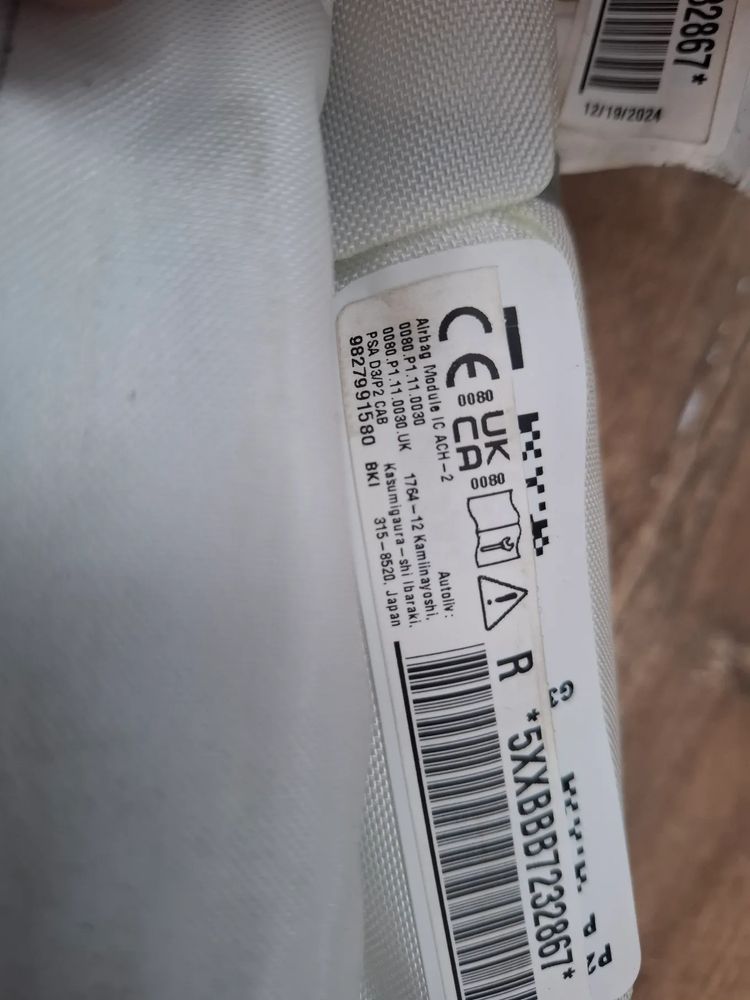 32867*
12/19/2024
CE
0080
UK
CA
0080
Airbag Module IC ACH-2
0080.P1.11.0030
0080.P1.11.0030.UK
PSA D3/P2 CAB
9827991580 BKI
Autoliv:
1764-12 Kamiinayoshi,
Kasumigaura-shi Ibaraki,
315-8520, Japan
R
*5XXBBB7232867*